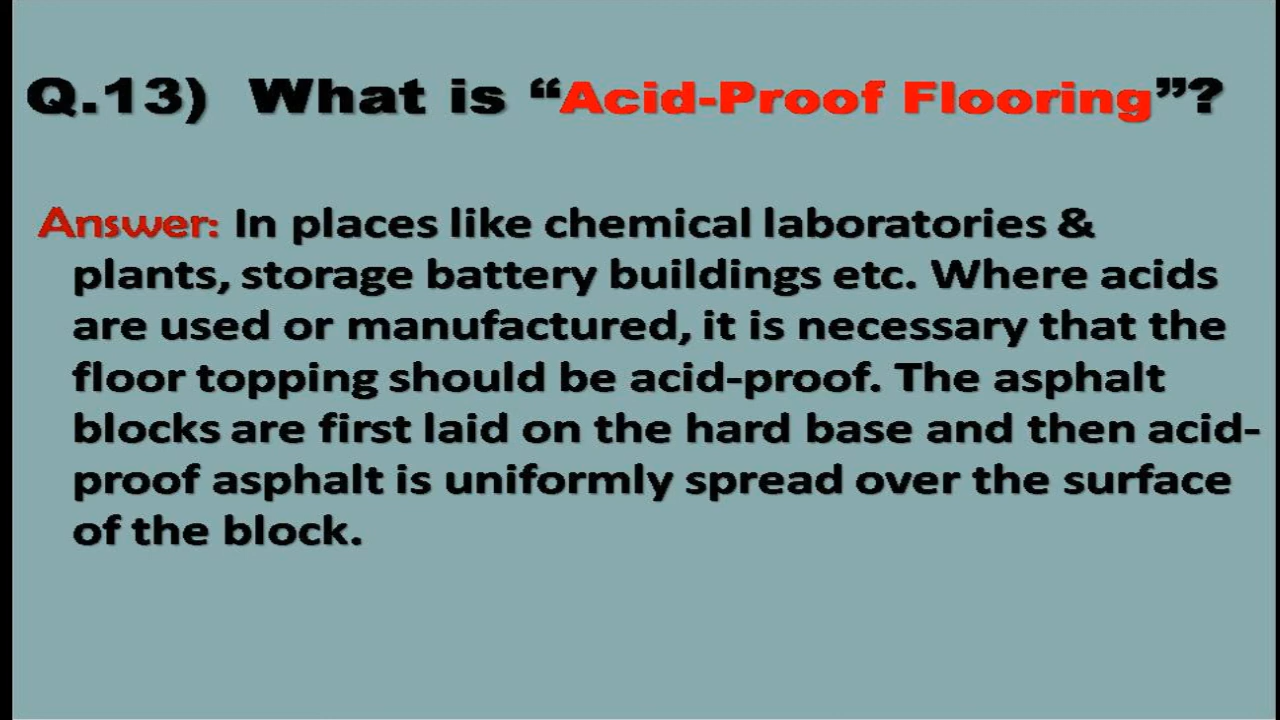 Q.13) What is “Acid-Proof Flooring”?
Answer: In places like chemical laboratories &
plants, storage battery buildings etc. Where acids
are used or manufactured, it is necessary that the
floor topping should be acid-proof. The asphalt
blocks are first laid on the hard base and then acid-
proof asphalt is uniformly spread over the surface
of the block.